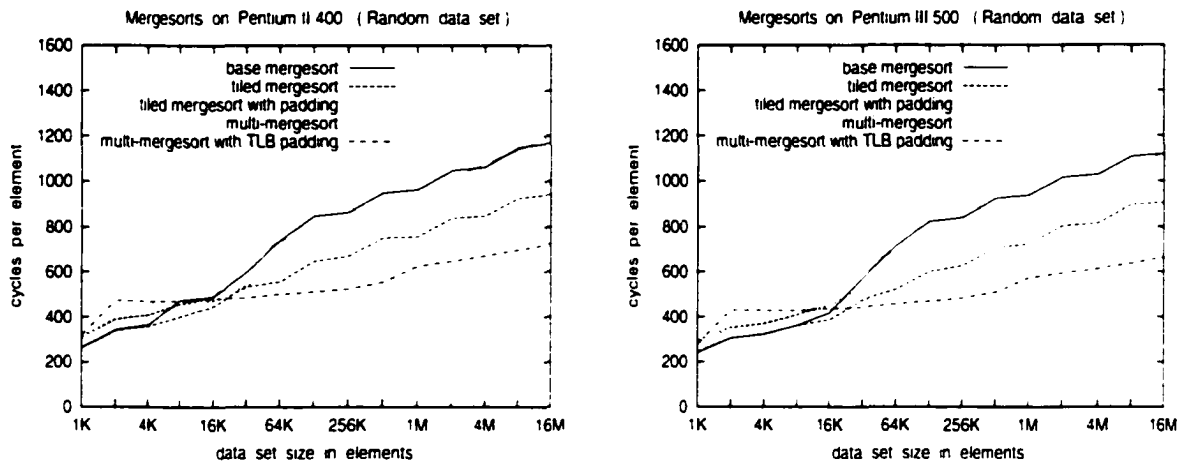 Mergesorts on Pentium II 400 (Random data set)
1600
1400
1200
1000
800
600
400
200
0
cycles per element
base mergesort
tiled mergesort
tiled mergesort with padding
multi-mergesort
multi-mergesort with TLB padding
1K 4K 16K 64K 256K 1M 4M 16M
data set size in elements
Mergesorts on Pentium III 500 (Random data set)
1600
1400
1200
1000
800
600
400
200
0
cycles per element
base mergesort
tiled mergesort
tiled mergesort with padding
multi-mergesort
multi-mergesort with TLB padding
1K 4K 16K 64K 256K 1M 4M 16M
data set size in elements